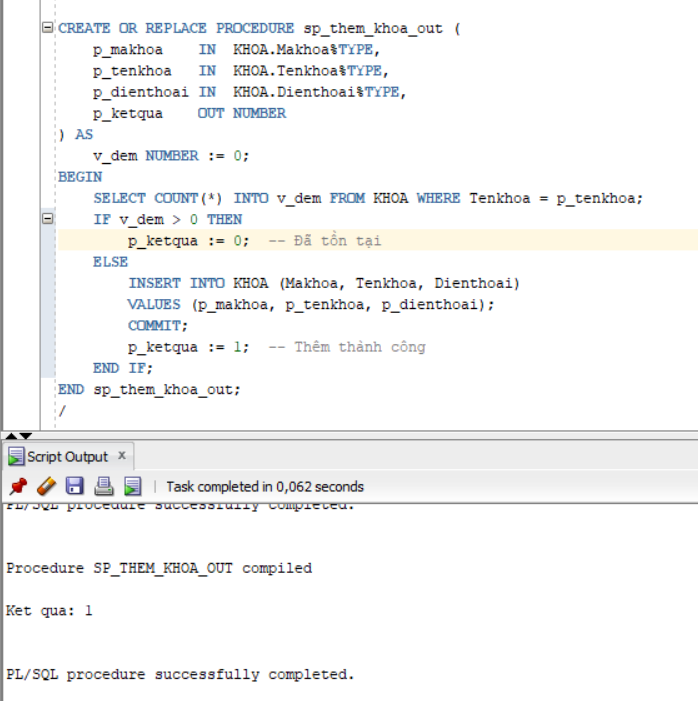 CREATE OR REPLACE PROCEDURE sp_them_khoa_out (
    p_makhoa    IN  KHOA.Makhoa%TYPE,
    p_tenkhoa   IN  KHOA.Tenkhoa%TYPE,
    p_dienthoai IN  KHOA.Dienthoai%TYPE,
    p_ketqua    OUT NUMBER
) AS
    v_dem NUMBER := 0;
BEGIN
    SELECT COUNT(*) INTO v_dem FROM KHOA WHERE Tenkhoa = p_tenkhoa;
    IF v_dem > 0 THEN
        p_ketqua := 0;  -- Đã tồn tại
    ELSE
        INSERT INTO KHOA (Makhoa, Tenkhoa, Dienthoai)
        VALUES (p_makhoa, p_tenkhoa, p_dienthoai);
        COMMIT;
        p_ketqua := 1;  -- Thêm thành công
    END IF;
END sp_them_khoa_out;
/
Script Output x
Task completed in 0,062 seconds
PL/SQL procedure successfully completed.
Procedure SP_THEM_KHOA_OUT compiled
Ket qua: 1
PL/SQL procedure successfully completed.